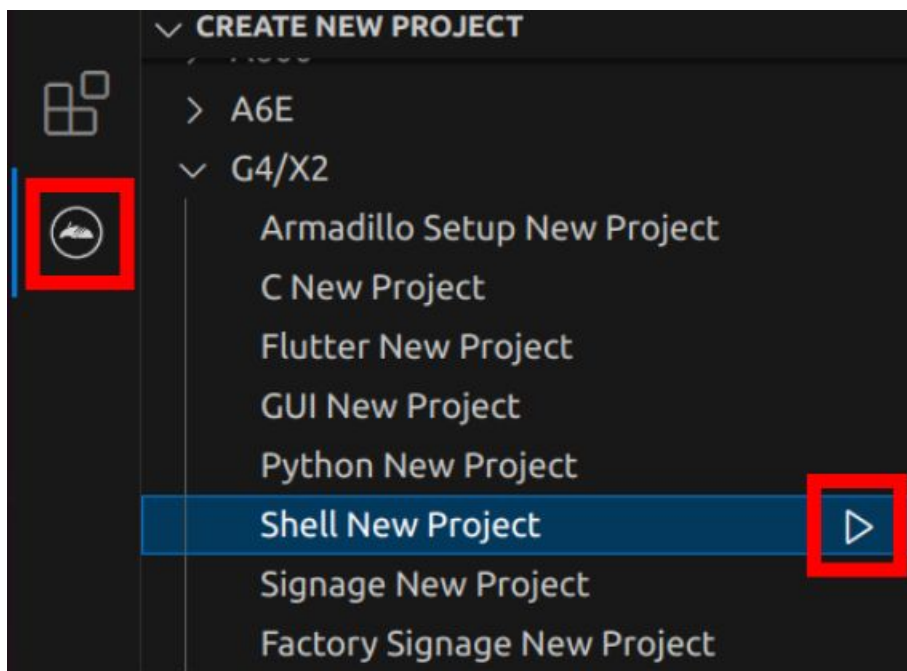 CREATE NEW PROJECT
A6E
G4/X2
Armadillo Setup New Project
C New Project
Flutter New Project
GUI New Project
Python New Project
Shell New Project
Signage New Project
Factory Signage New Project